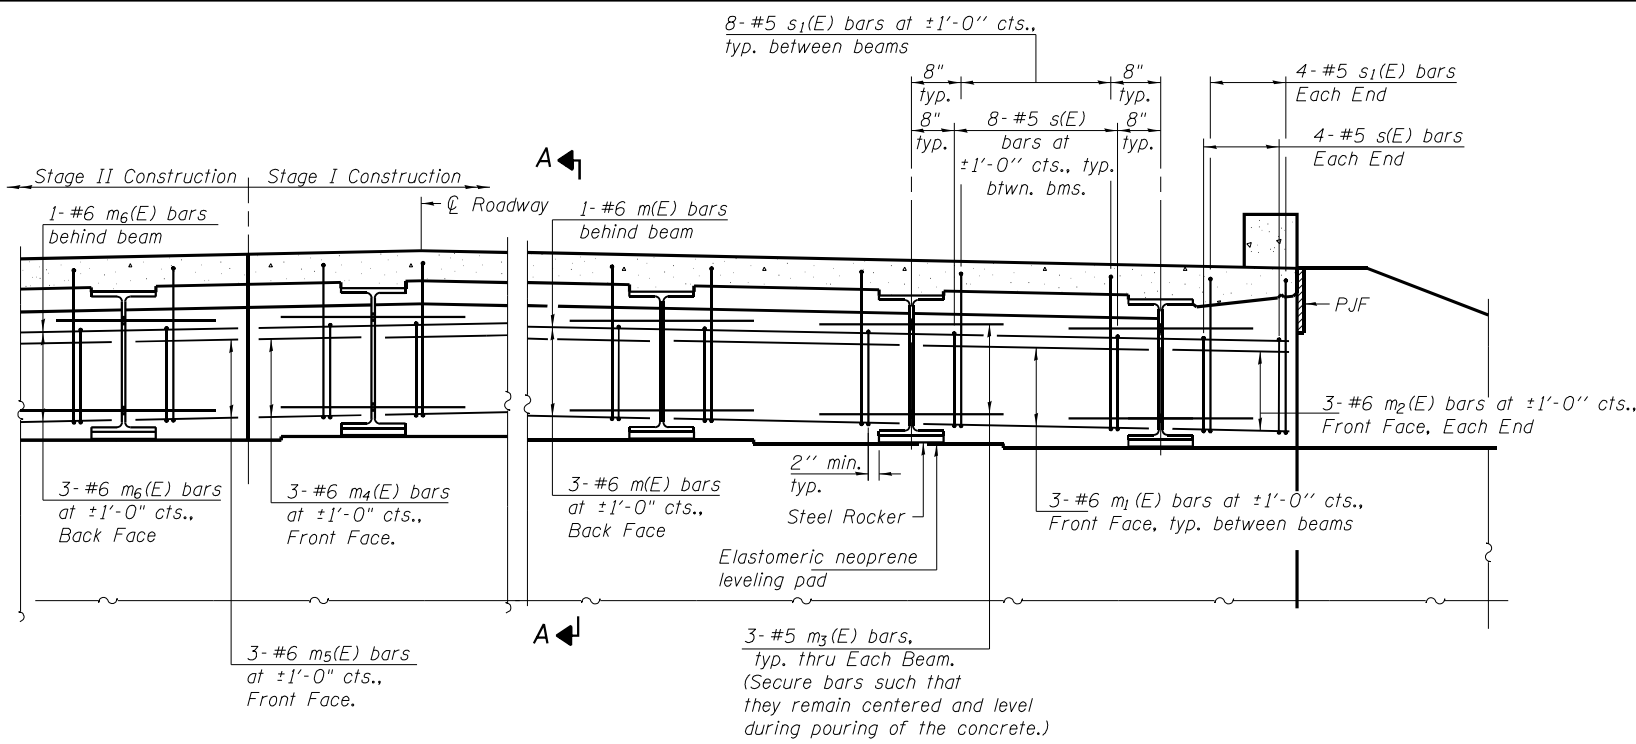 8-#5 s1(E) bars at ±1'-0" cts.,
typ. between beams
8"
typ.
8"
typ.
4-#5 s1(E) bars
Each End
8"
typ.
8-#5 s(E)
bars at
±1'-0" cts., typ.
btwn. bms.
8"
typ.
4-#5 s(E) bars
Each End
A
Stage II Construction
Stage I Construction
℄ Roadway
1-#6 m6(E) bars
behind beam
1-#6 m(E) bars
behind beam
PJF
3-#6 m2(E) bars at ±1'-0" cts.,
Front Face, Each End
3-#6 m6(E) bars
at ±1'-0" cts.,
Back Face
3-#6 m4(E) bars
at ±1'-0" cts.,
Front Face.
3-#6 m(E) bars
at ±1'-0" cts.,
Back Face
2" min.
typ.
Steel Rocker
3-#6 m1(E) bars at ±1'-0" cts.,
Front Face, typ. between beams
Elastomeric neoprene
leveling pad
A
3-#6 m5(E) bars
at ±1'-0" cts.,
Front Face.
3-#5 m3(E) bars,
typ. thru Each Beam.
(Secure bars such that
they remain centered and level
during pouring of the concrete.)